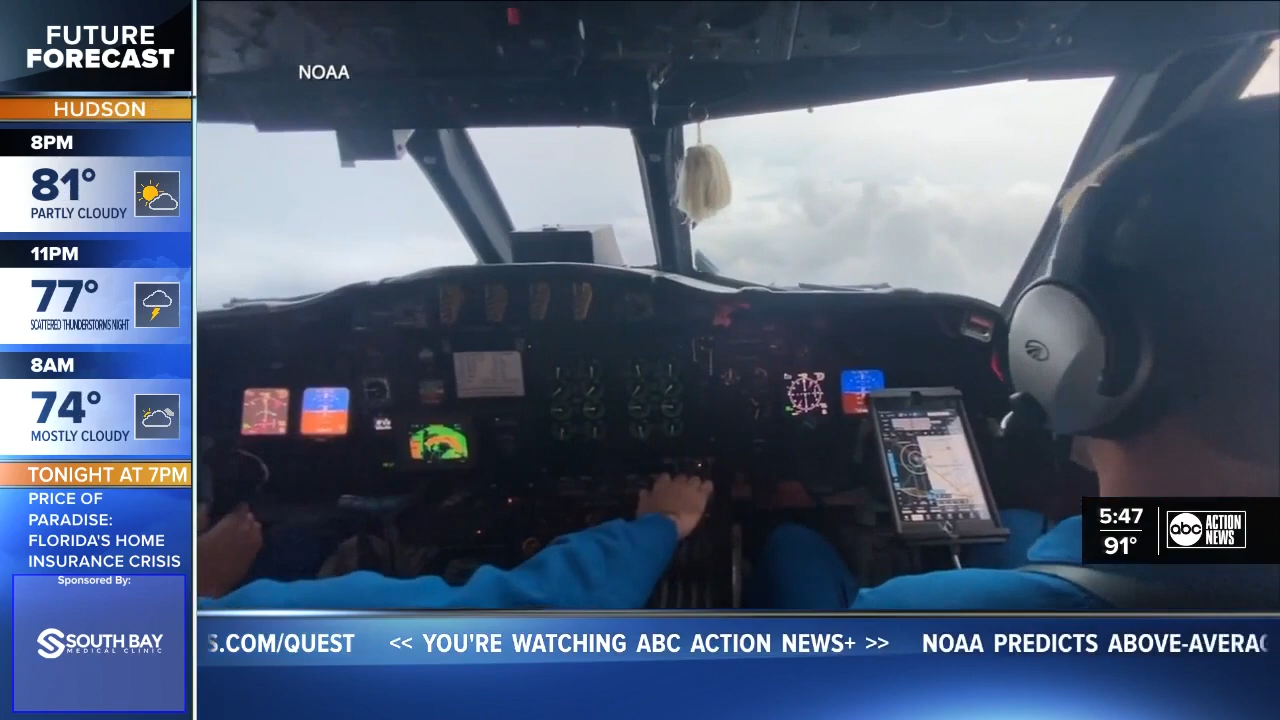 FUTURE
FORECAST
HUDSON
8PM
81°
PARTLY CLOUDY
11PM
77°
SCATTERED THUNDERSTORMS NIGHT
8AM
74°
MOSTLY CLOUDY
TONIGHT AT 7PM
PRICE OF
PARADISE:
FLORIDA'S HOME
INSURANCE CRISIS
Sponsored By:
SOUTH BAY
MEDICAL CLINIC
NOAA
5:47
91°
abc
ACTION
NEWS
S.COM/QUEST << YOU'RE WATCHING ABC ACTION NEWS+ >> NOAA PREDICTS ABOVE-AVERAG